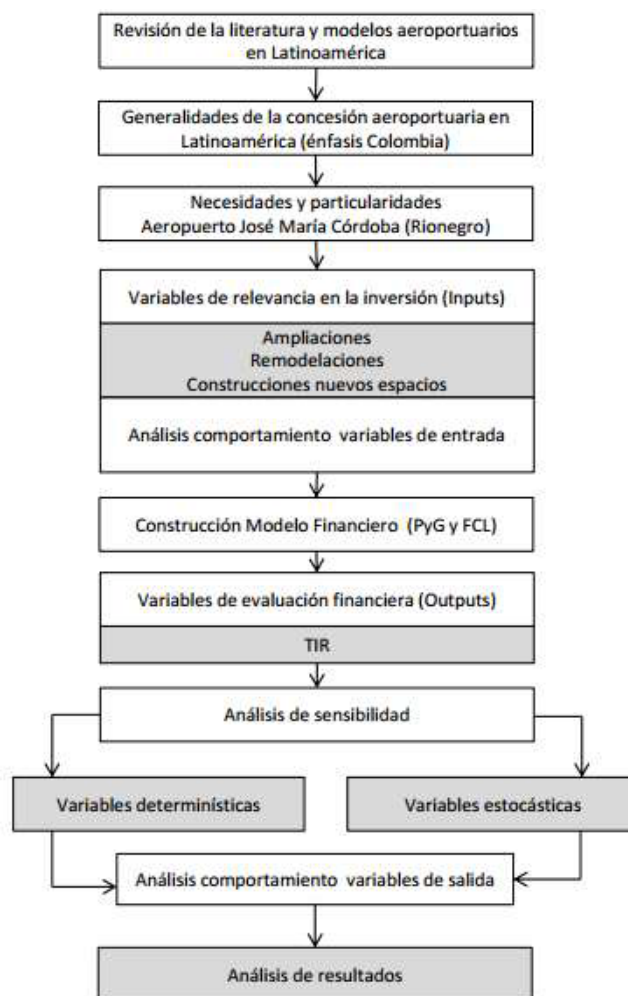 Revisión de la literatura y modelos aeroportuarios
en Latinoamérica
Generalidades de la concesión aeroportuaria en
Latinoamérica (énfasis Colombia)
Necesidades y particularidades
Aeropuerto José María Córdoba (Rionegro)
Variables de relevancia en la inversión (Inputs)
Ampliaciones
Remodelaciones
Construcciones nuevos espacios
Análisis comportamiento variables de entrada
Construcción Modelo Financiero (PyG y FCL)
Variables de evaluación financiera (Outputs)
TIR
Análisis de sensibilidad
Variables determinísticas
Variables estocásticas
Análisis comportamiento variables de salida
Análisis de resultados